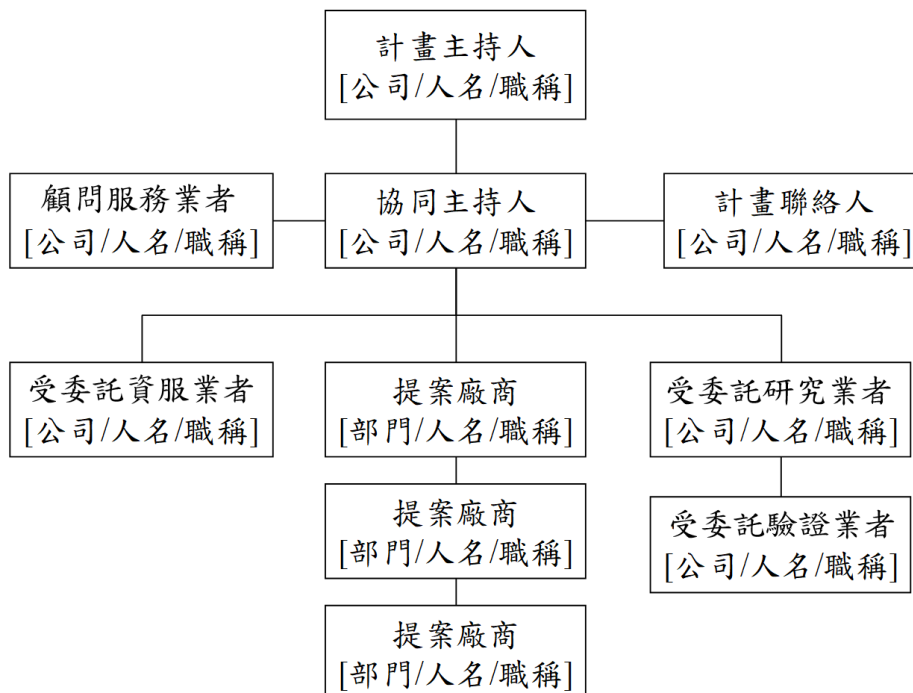 計畫主持人
[公司/人名/職稱]
顧問服務業者
[公司/人名/職稱]
協同主持人
[公司/人名/職稱]
計畫聯絡人
[公司/人名/職稱]
受委託資服業者
[公司/人名/職稱]
提案廠商
[部門/人名/職稱]
受委託研究業者
[公司/人名/職稱]
提案廠商
[部門/人名/職稱]
受委託驗證業者
[公司/人名/職稱]
提案廠商
[部門/人名/職稱]